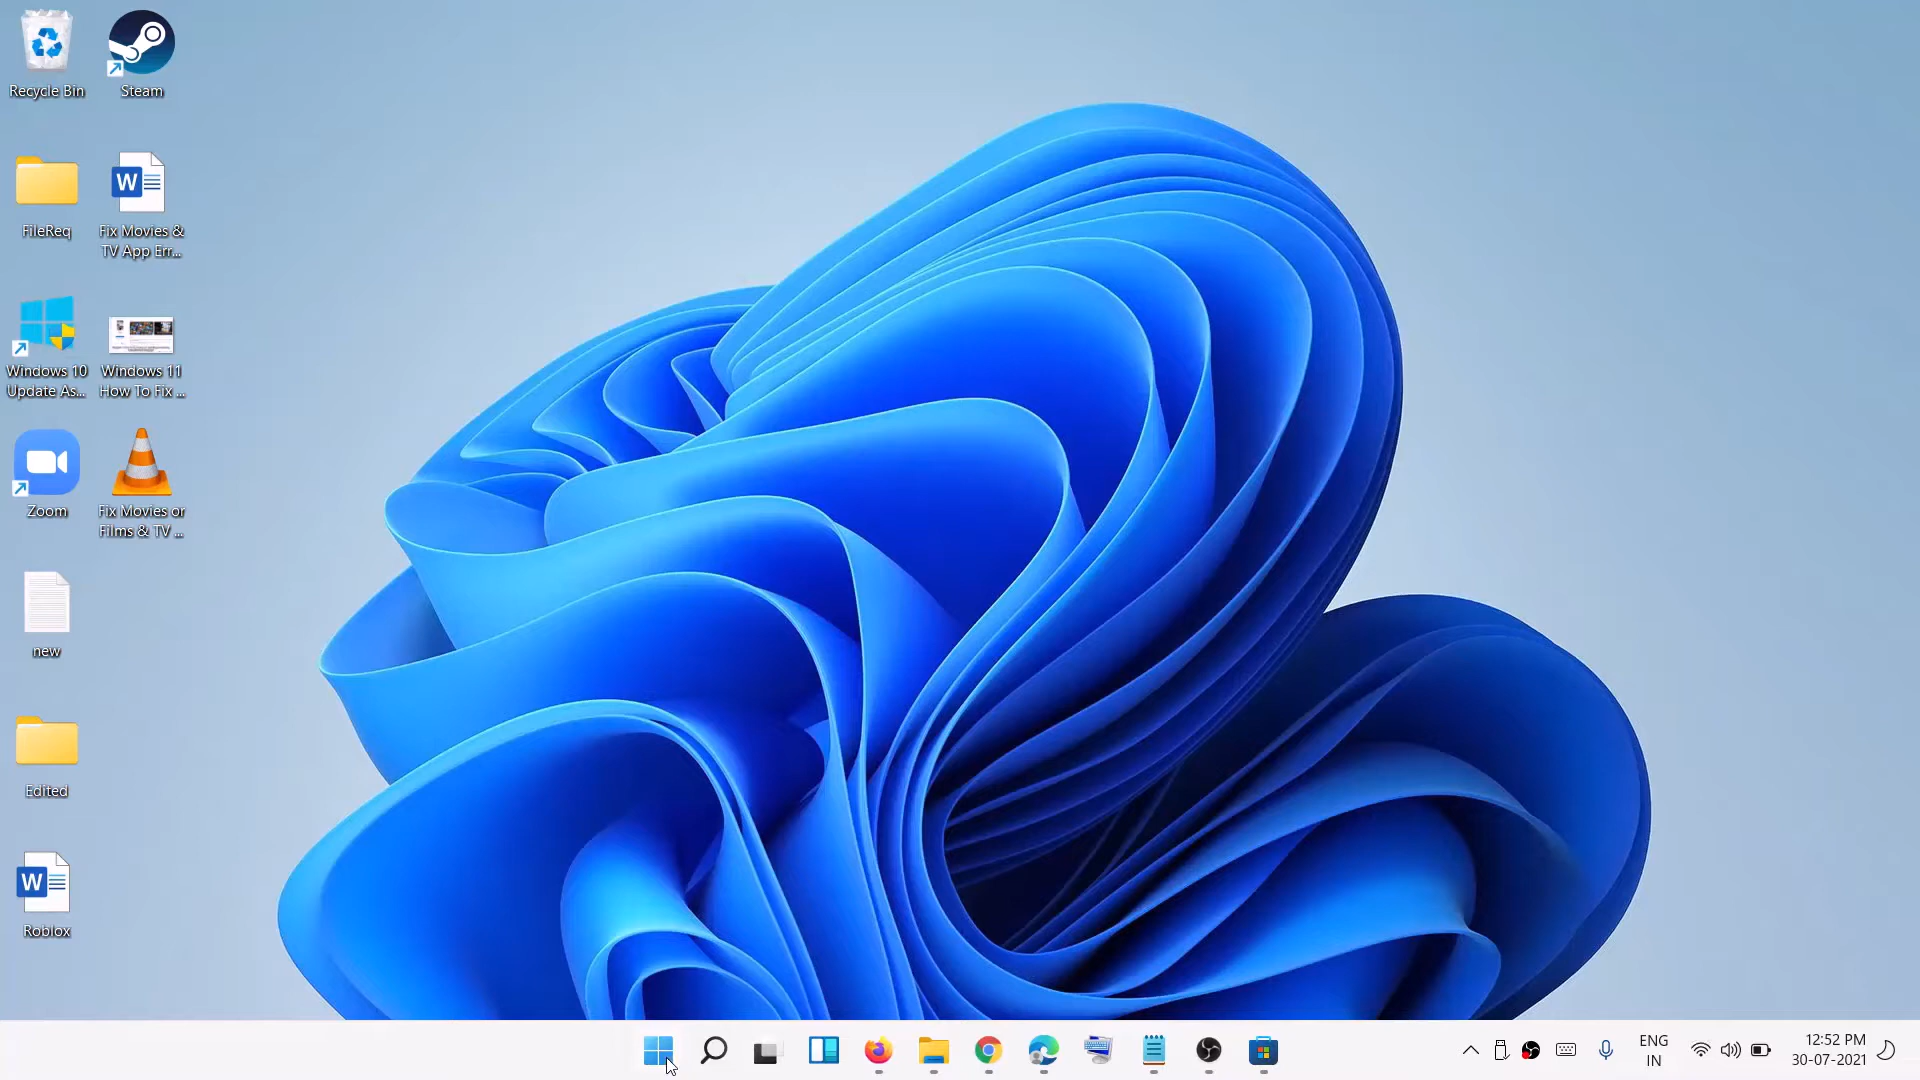 Recycle Bin
Steam
FileReq
Fix Movies &
TV App Err...
Windows 10
Update As...
Windows 11
How To Fix ...
Zoom
Fix Movies or
Films & TV ...
new
Edited
Roblox
ENG
IN
12:52 PM
30-07-2021